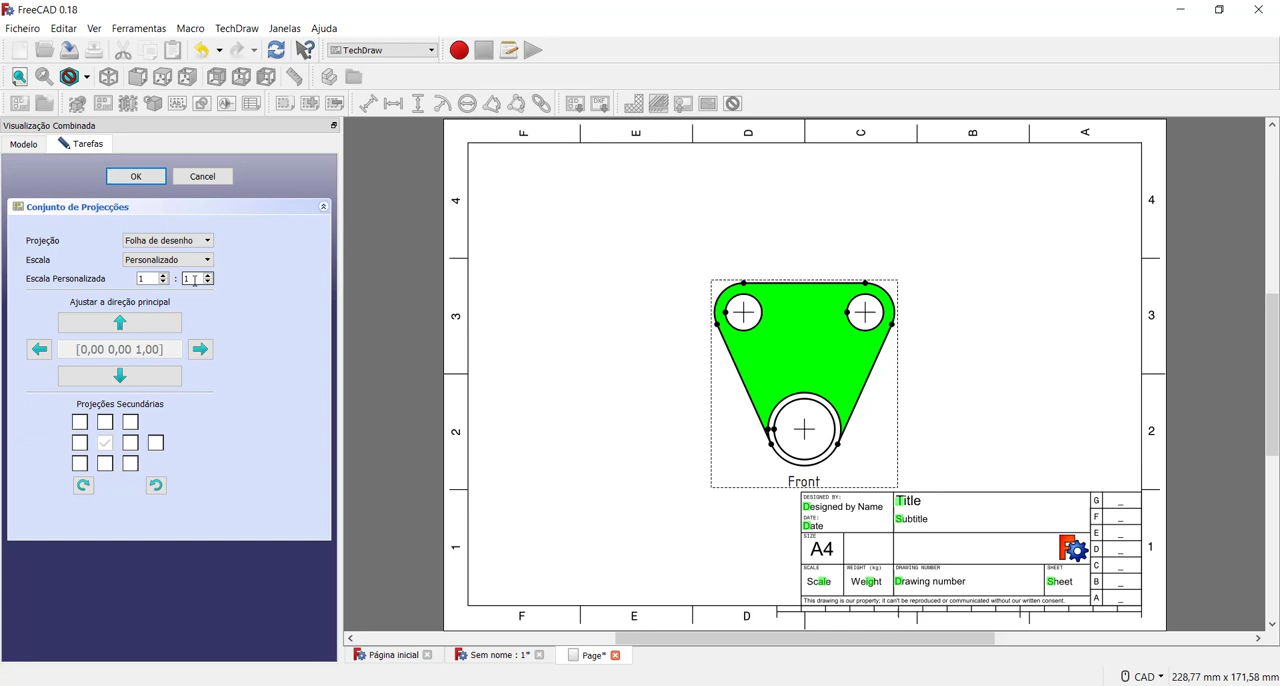 FreeCAD 0.18
Ficheiro Editar Ver Ferramentas Macro TechDraw Janelas Ajuda
TechDraw
Visualização Combinada
Modelo Tarefas
OK Cancel
Conjunto de Projecções
Projeção Folha de desenho
Escala Personalizado
Escala Personalizada 1 : 1
Ajustar a direção principal
[0,00 0,00 1,00]
Projeções Secundárias
F E D C B A
4 4
3 3
2 2
1 1
Front
DESIGNED BY:
Designed by Name
DATE:
Date
Title
Subtitle
SIZE
A4
SCALE
Scale
WEIGHT (kg)
Weight
DRAWING NUMBER
Drawing number
SHEET
Sheet
G _
F _
E _
D _
C _
B _
A _
This drawing is our property; it can't be reproduced or communicated without our written consent.
F E D
Página inicial Sem nome : 1* Page*
CAD 228,77 mm x 171,58 mm